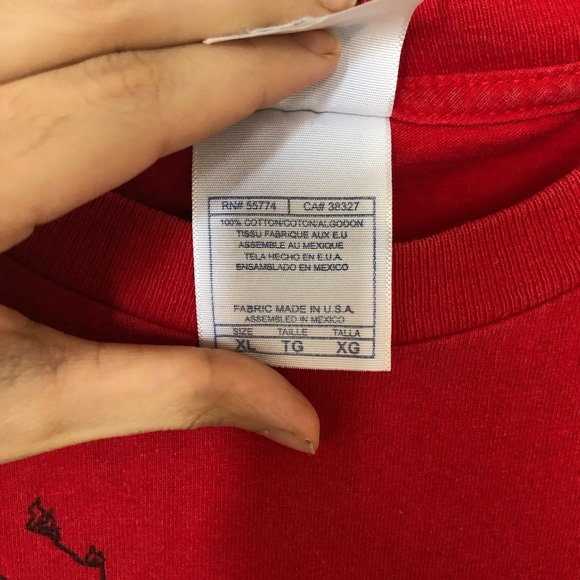 RN# 55774 CA# 38327
100% COTTON/COTON/ALGODON
TISSU FABRIQUE AUX E.U
ASSEMBLE AU MEXIQUE
TELA HECHO EN E.U.A.
ENSAMBLADO EN MEXICO
FABRIC MADE IN U.S.A.
ASSEMBLED IN MEXICO
SIZE TAILLE TALLA
XL TG XG